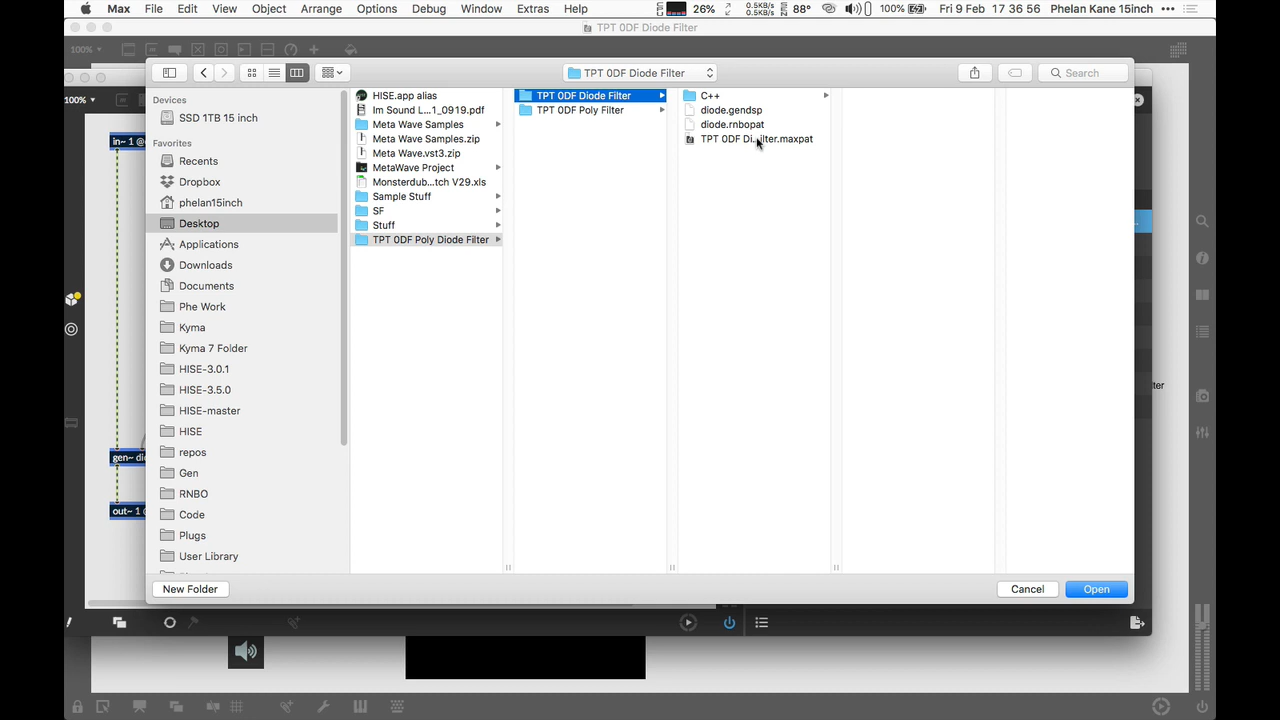 Max File Edit View Object Arrange Options Debug Window Extras Help 26% 0.5KB/s 0.5KB/s 88° 100% Fri 9 Feb 17 36 56 Phelan Kane 15inch
TPT 0DF Diode Filter
100%
TPT 0DF Diode Filter
Search
100%
Devices
SSD 1TB 15 inch
Favorites
Recents
Dropbox
phelan15inch
Desktop
Applications
Downloads
Documents
Phe Work
Kyma
Kyma 7 Folder
HISE-3.0.1
HISE-3.5.0
HISE-master
HISE
repos
Gen
RNBO
Code
Plugs
User Library
HISE.app alias
Im Sound L...1_0919.pdf
Meta Wave Samples
Meta Wave Samples.zip
Meta Wave.vst3.zip
MetaWave Project
Monsterdub...tch V29.xls
Sample Stuff
SF
Stuff
TPT 0DF Poly Diode Filter
TPT 0DF Diode Filter
TPT 0DF Poly Filter
C++
diode.gendsp
diode.rnbopat
TPT 0DF Di...ilter.maxpat
in~ 1 @
gen~ dio
out~ 1 @
ter
New Folder
Cancel
Open